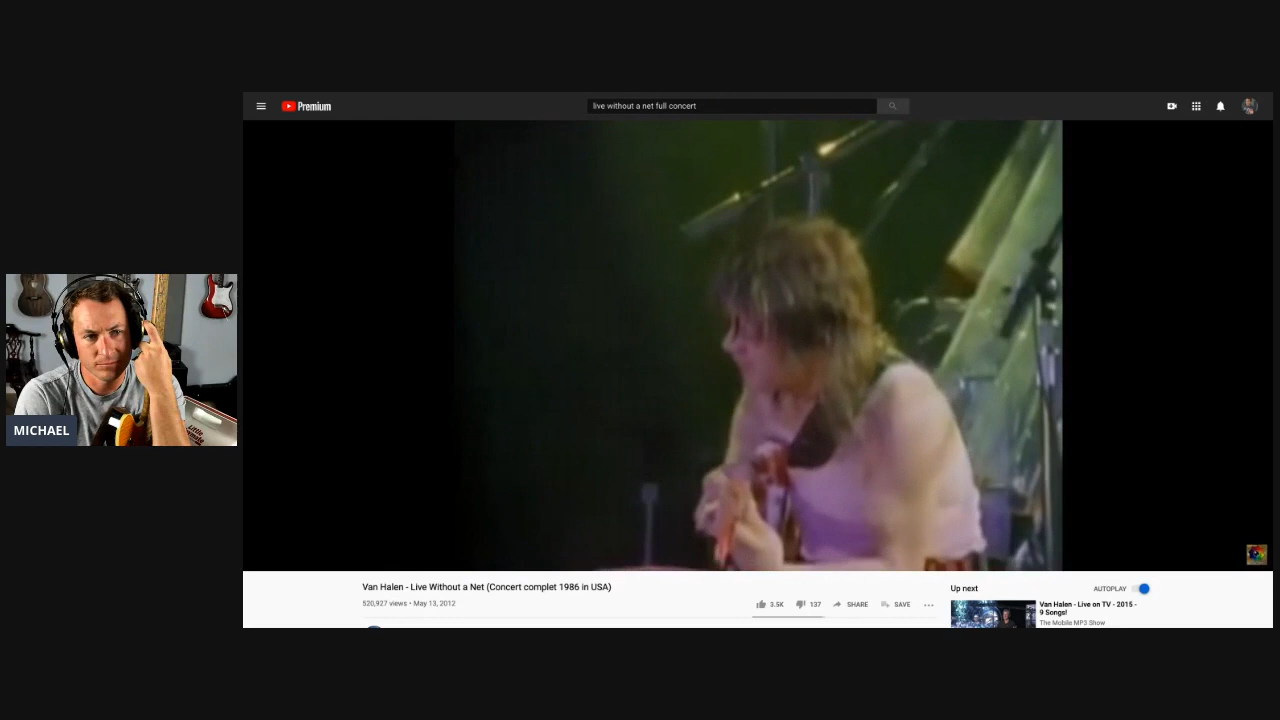 Premium
live without a net full concert
MICHAEL
Van Halen - Live Without a Net (Concert complet 1986 in USA)
520,927 views • May 13, 2012
3.5K
137
SHARE
SAVE
Up next
AUTOPLAY
Van Halen - Live on TV - 2015 -
9 Songs!
The Mobile MP3 Show